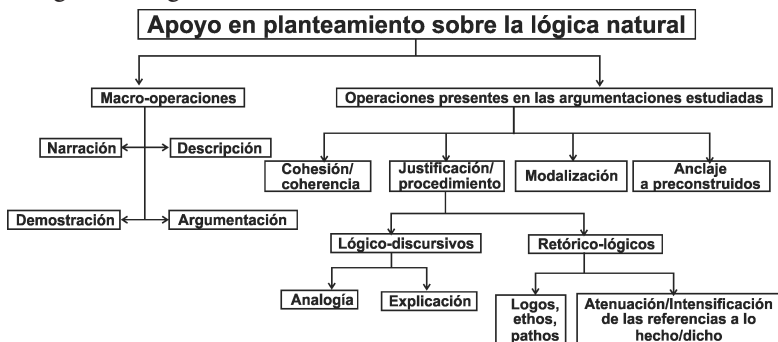 Apoyo en planteamiento sobre la lógica natural
Macro-operaciones
Operaciones presentes en las argumentaciones estudiadas
Narración
Descripción
Cohesión/
coherencia
Justificación/
procedimiento
Modalización
Anclaje
a preconstruidos
Demostración
Argumentación
Lógico-discursivos
Retórico-lógicos
Analogía
Explicación
Logos,
ethos,
pathos
Atenuación/Intensificación
de las referencias a lo
hecho/dicho